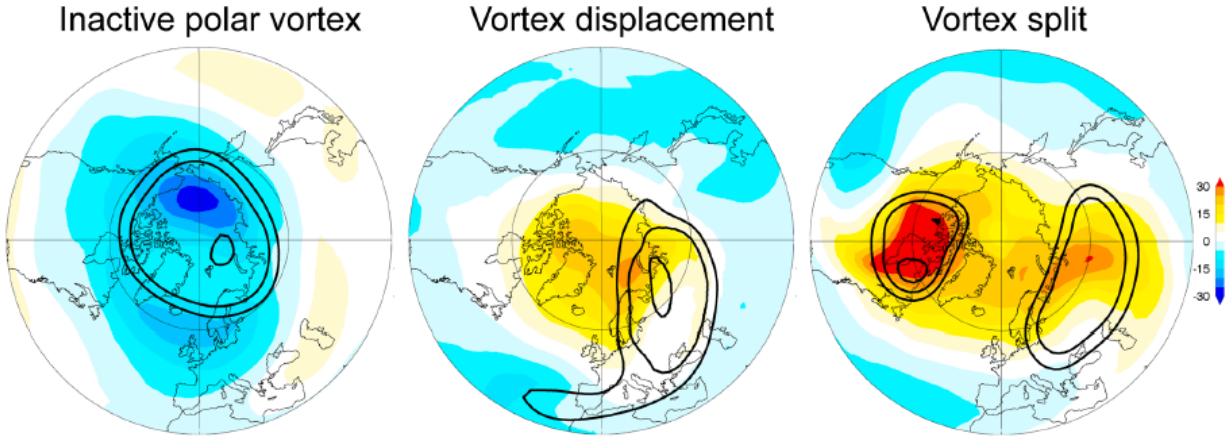 Inactive polar vortex
Vortex displacement
Vortex split
30
15
0
-15
-30